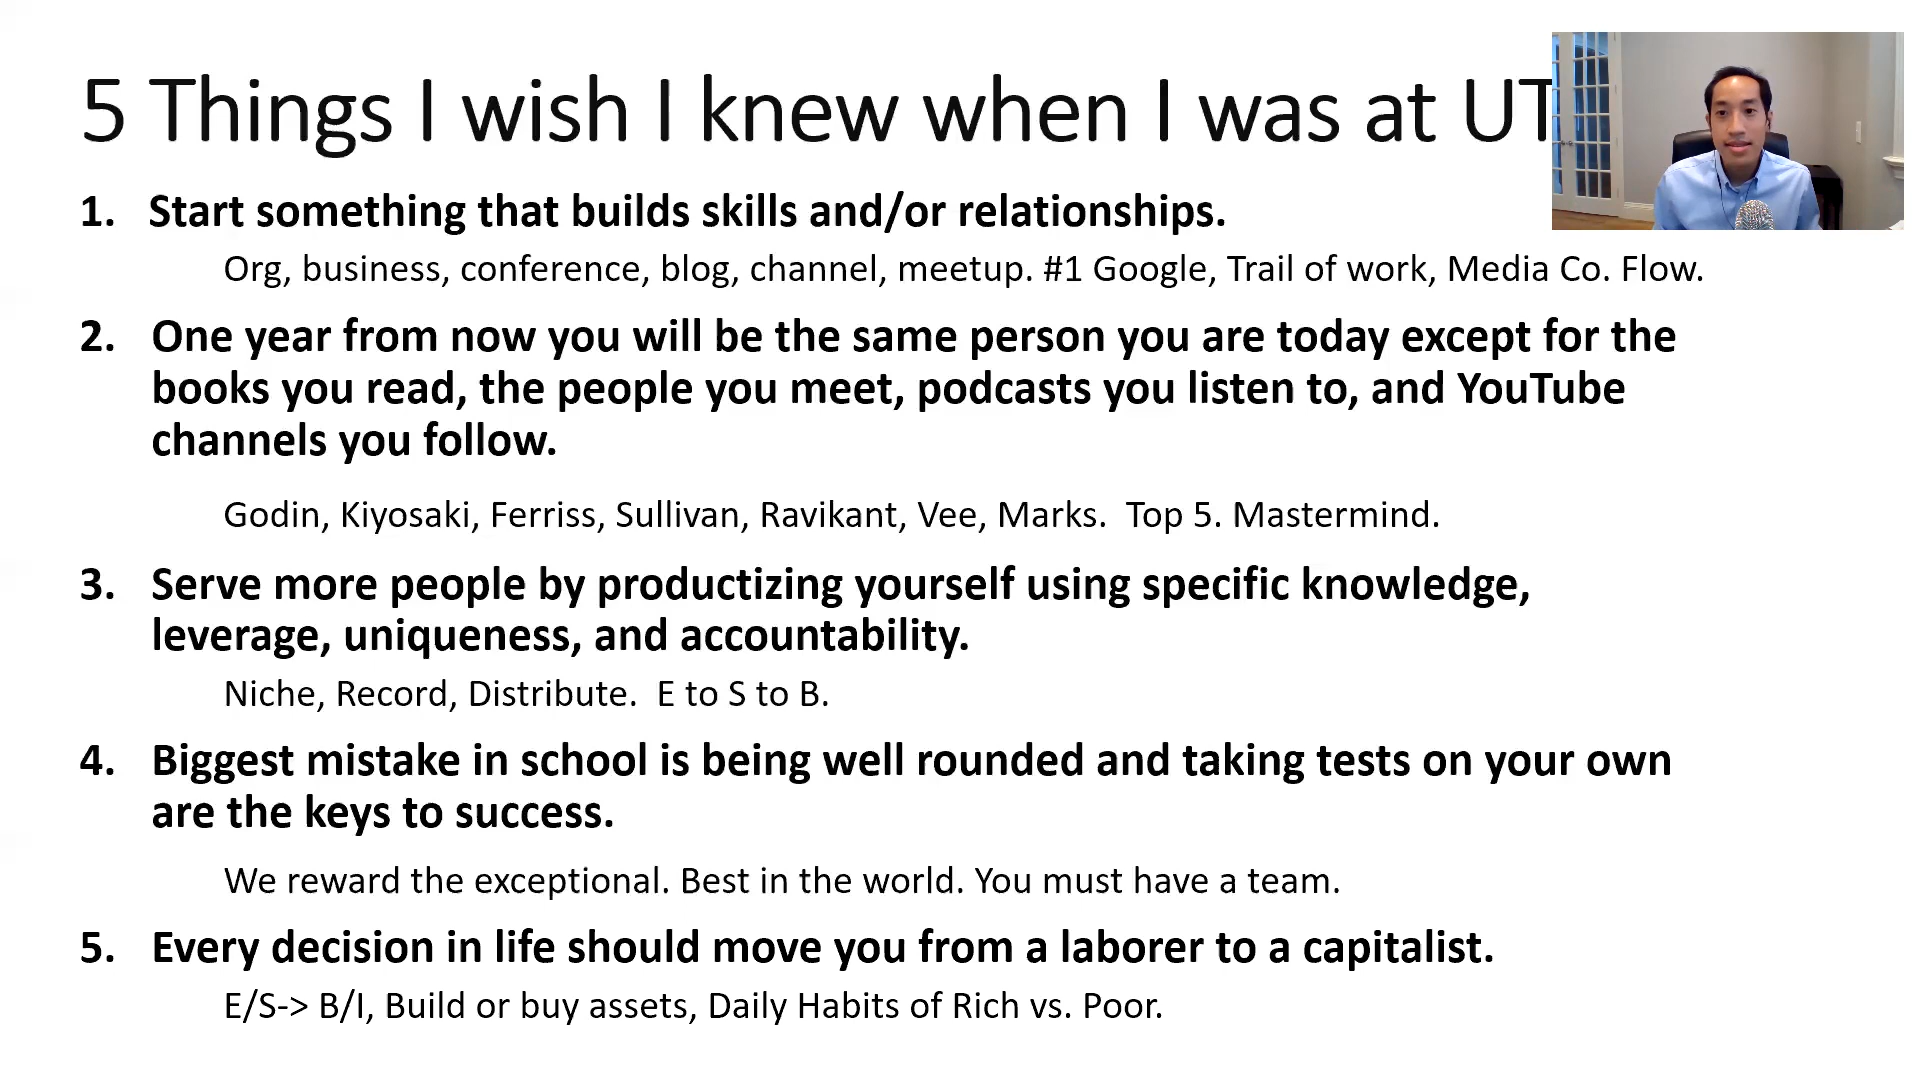 5 Things I wish I knew when I was at UT
1. Start something that builds skills and/or relationships.
Org, business, conference, blog, channel, meetup. #1 Google, Trail of work, Media Co. Flow.
2. One year from now you will be the same person you are today except for the
books you read, the people you meet, podcasts you listen to, and YouTube
channels you follow.
Godin, Kiyosaki, Ferriss, Sullivan, Ravikant, Vee, Marks.  Top 5. Mastermind.
3. Serve more people by productizing yourself using specific knowledge,
leverage, uniqueness, and accountability.
Niche, Record, Distribute.  E to S to B.
4. Biggest mistake in school is being well rounded and taking tests on your own
are the keys to success.
We reward the exceptional. Best in the world. You must have a team.
5. Every decision in life should move you from a laborer to a capitalist.
E/S-> B/I, Build or buy assets, Daily Habits of Rich vs. Poor.